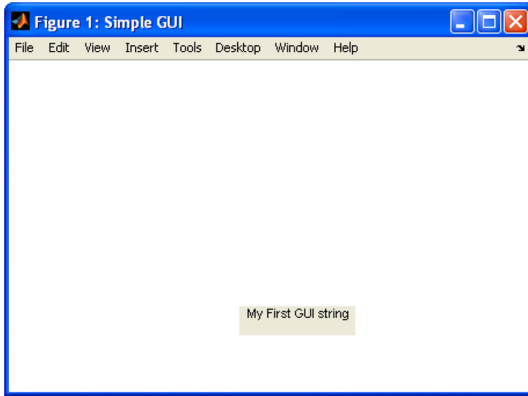 Figure 1: Simple GUI
File Edit View Insert Tools Desktop Window Help
My First GUI string